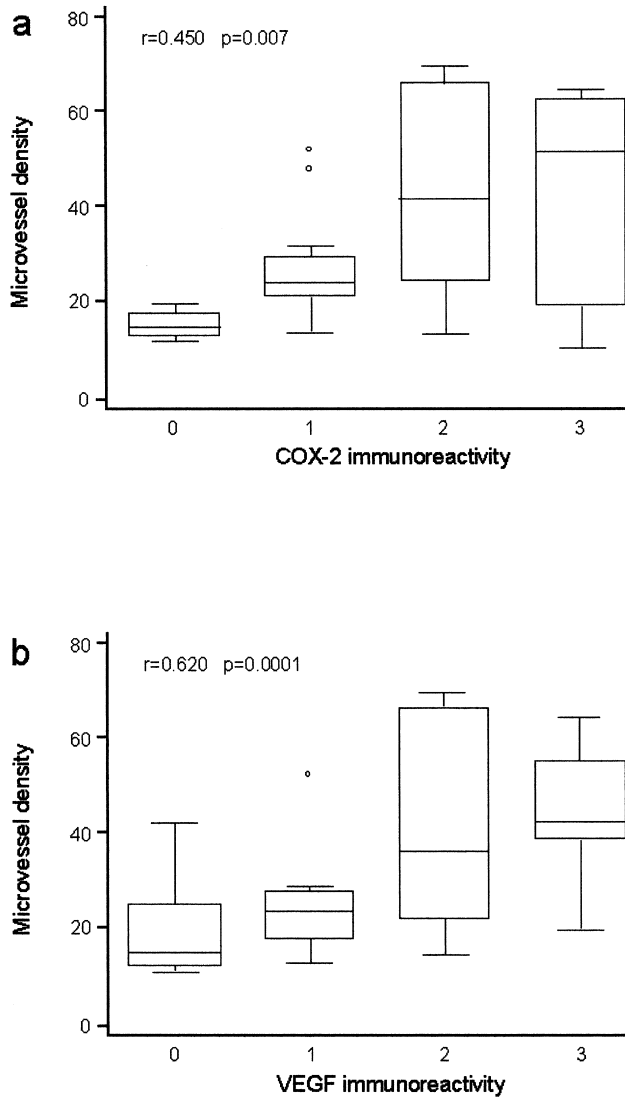 a
r=0.450 p=0.007
80
60
40
20
0
Microvessel density
0 1 2 3
COX-2 immunoreactivity
b
r=0.620 p=0.0001
80
60
40
20
0
Microvessel density
0 1 2 3
VEGF immunoreactivity